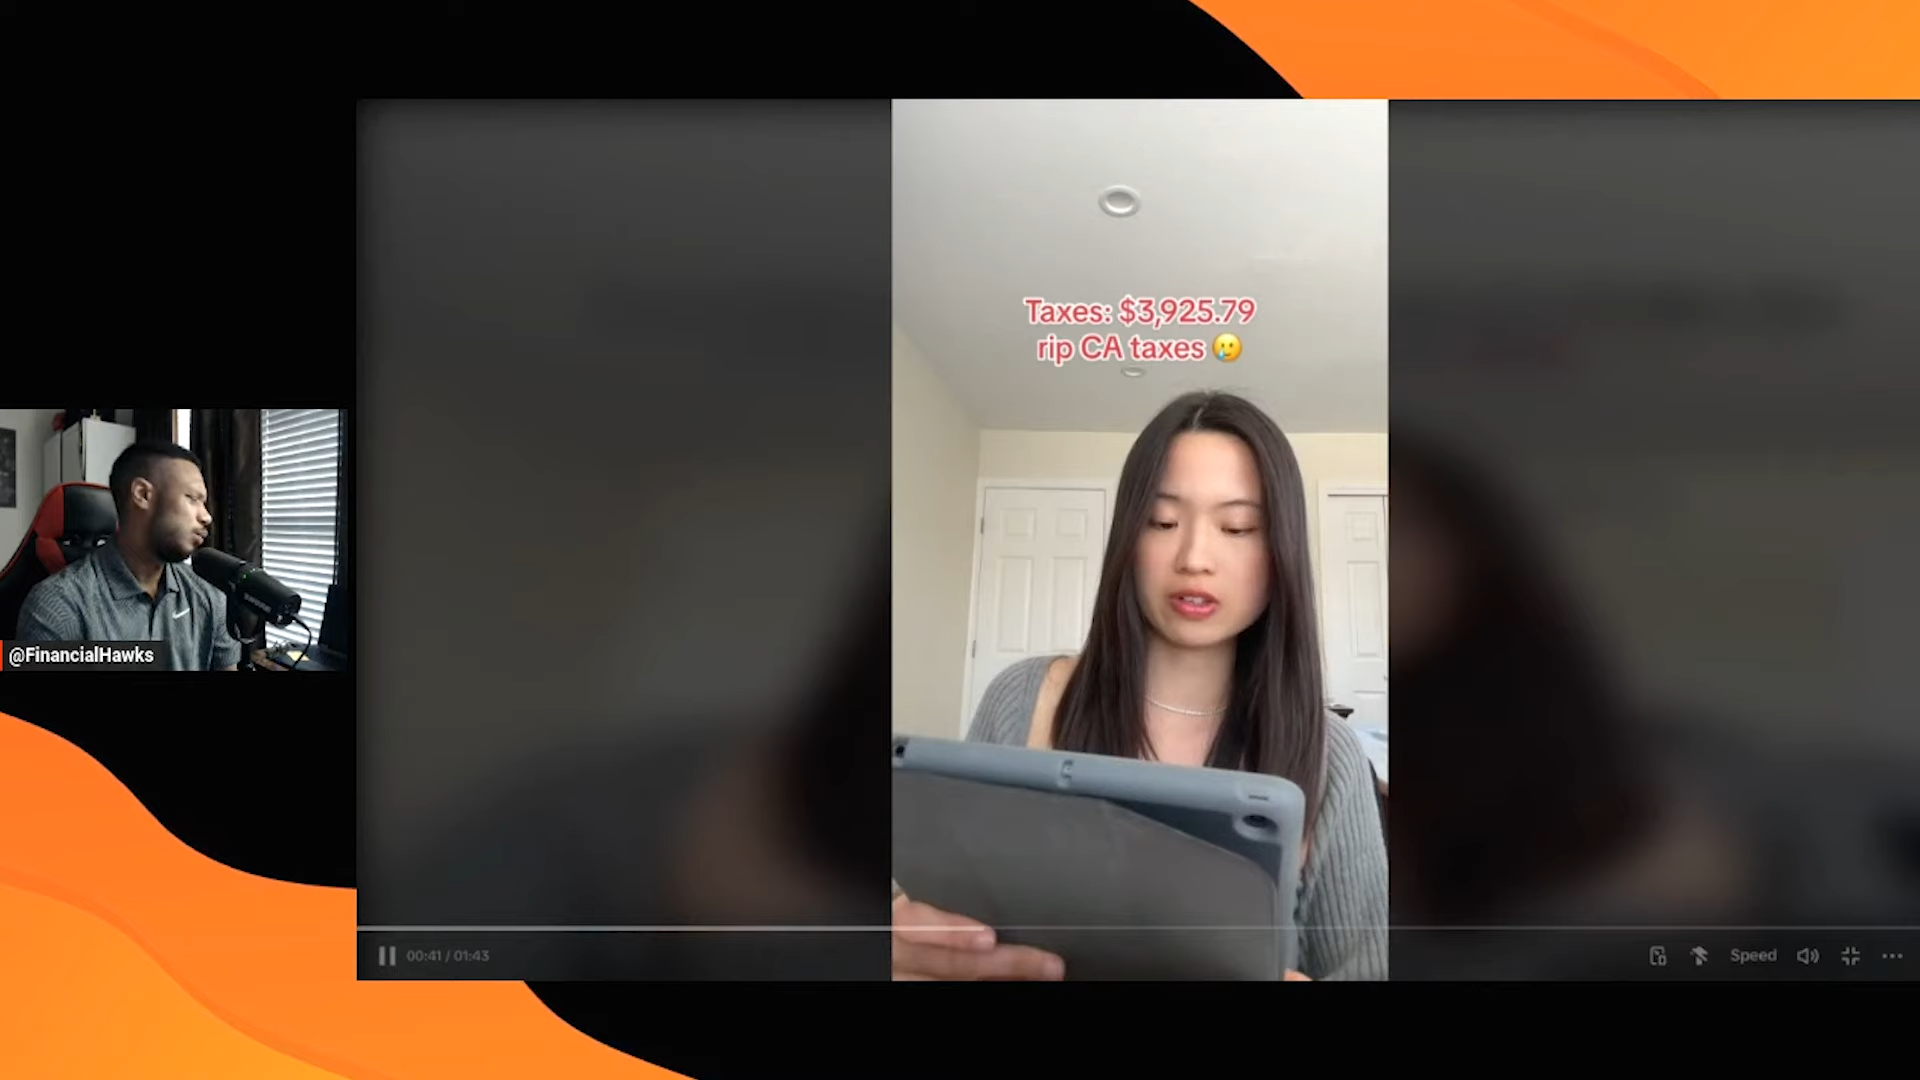 Taxes: $3,925.79
rip CA taxes 🥲
@FinancialHawks
00:41 / 01:43
Speed